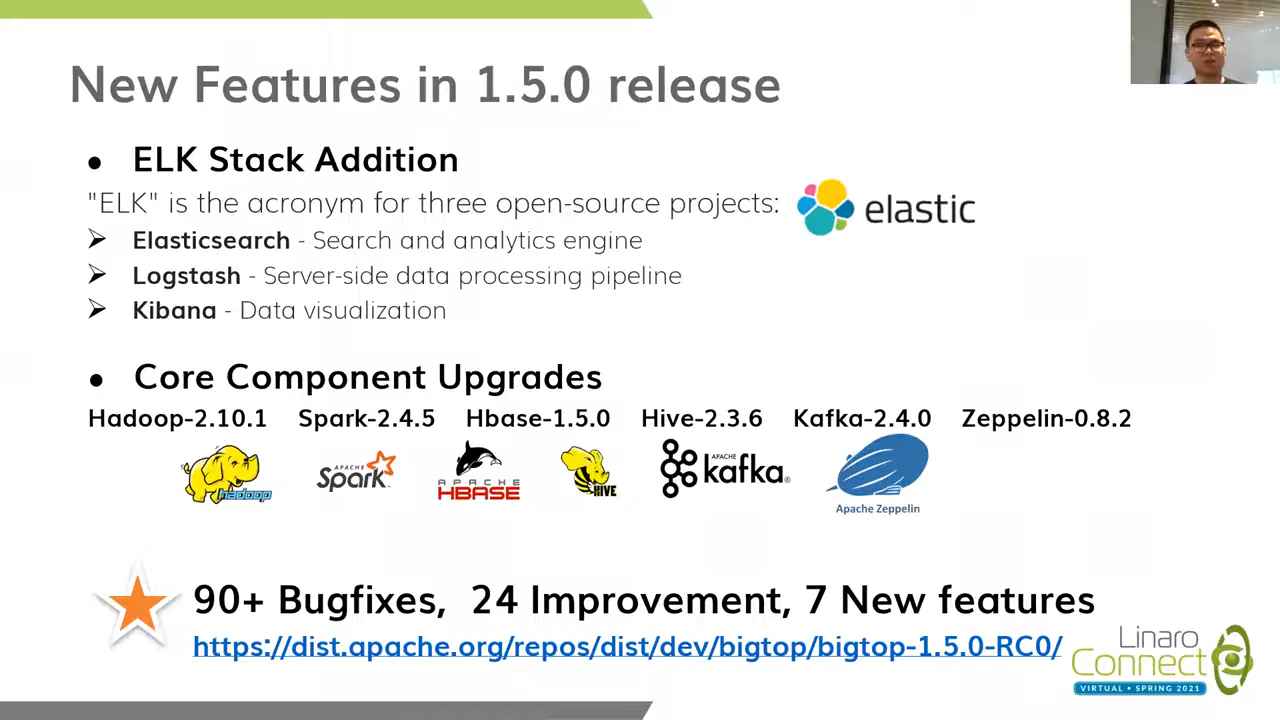 New Features in 1.5.0 release
● ELK Stack Addition
"ELK" is the acronym for three open-source projects:
elastic
➢ Elasticsearch - Search and analytics engine
➢ Logstash - Server-side data processing pipeline
➢ Kibana - Data visualization
● Core Component Upgrades
Hadoop-2.10.1 Spark-2.4.5 Hbase-1.5.0 Hive-2.3.6 Kafka-2.4.0 Zeppelin-0.8.2
hadoop
APACHE
Spark™
APACHE
HBASE
HIVE
APACHE
kafka®
Apache Zeppelin
90+ Bugfixes, 24 Improvement, 7 New features
https://dist.apache.org/repos/dist/dev/bigtop/bigtop-1.5.0-RC0/
Linaro
Connect
VIRTUAL • SPRING 2021